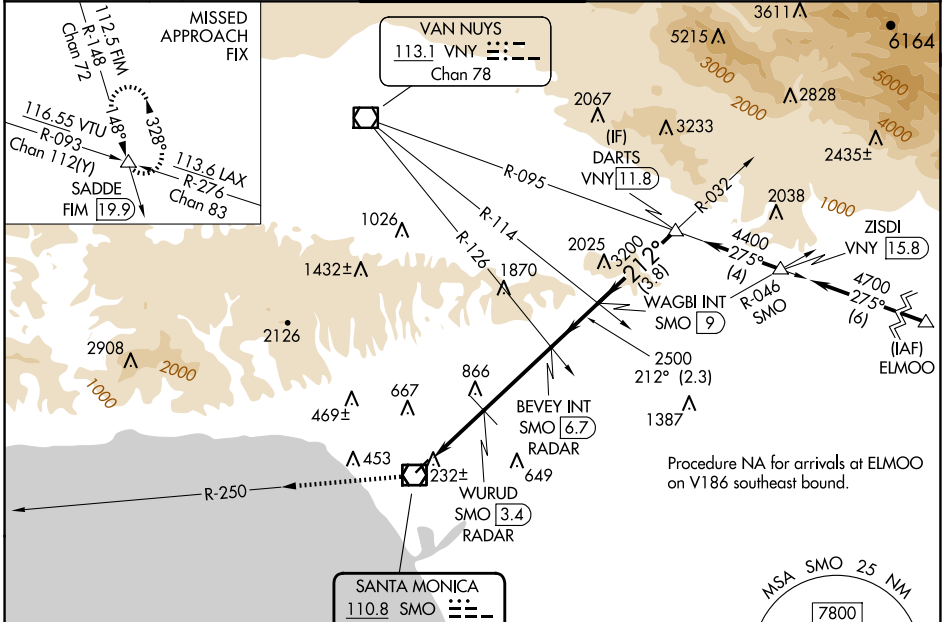 MISSED
APPROACH
FIX
112.5 FIM
R-148
Chan 72
148°
328°
116.55 VTU
R-093
Chan 112(Y)
113.6 LAX
R-276
Chan 83
SADDE
FIM 19.9
VAN NUYS
113.1 VNY
Chan 78
3611
5215
6164
3000
2000
5000
4000
2828
2067
3233
2435±
(IF)
DARTS
VNY 11.8
R-095
R-032
R-114
R-126
2038
1000
ZISDI
VNY 15.8
4400
275°
(4)
4700
275°
(6)
R-046
SMO
(IAF)
ELMOO
1026
1432±
1870
2025
3200
212°
(3.8)
WAGBI INT
SMO 9
2126
2908
2000
1000
2500
212° (2.3)
866
667
469±
BEVEY INT
SMO 6.7
RADAR
1387
453
232±
649
WURUD
SMO 3.4
RADAR
R-250
Procedure NA for arrivals at ELMOO
on V186 southeast bound.
SANTA MONICA
110.8 SMO
MSA SMO 25 NM
7800